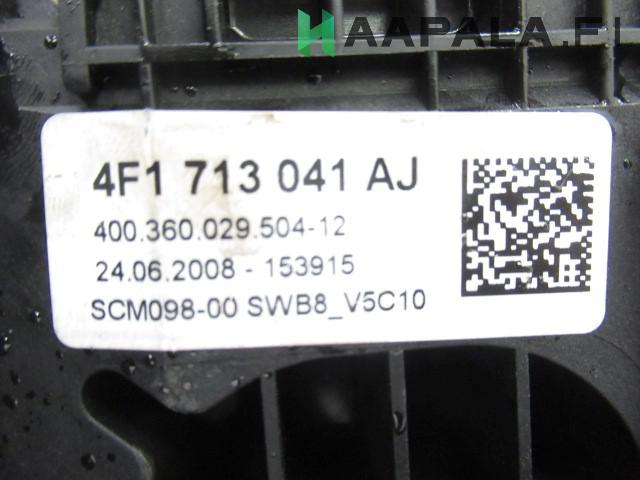 HAAPALA.FI
4F1 713 041 AJ
400.360.029.504-12
24.06.2008 - 153915
SCM098-00 SWB8_V5C10